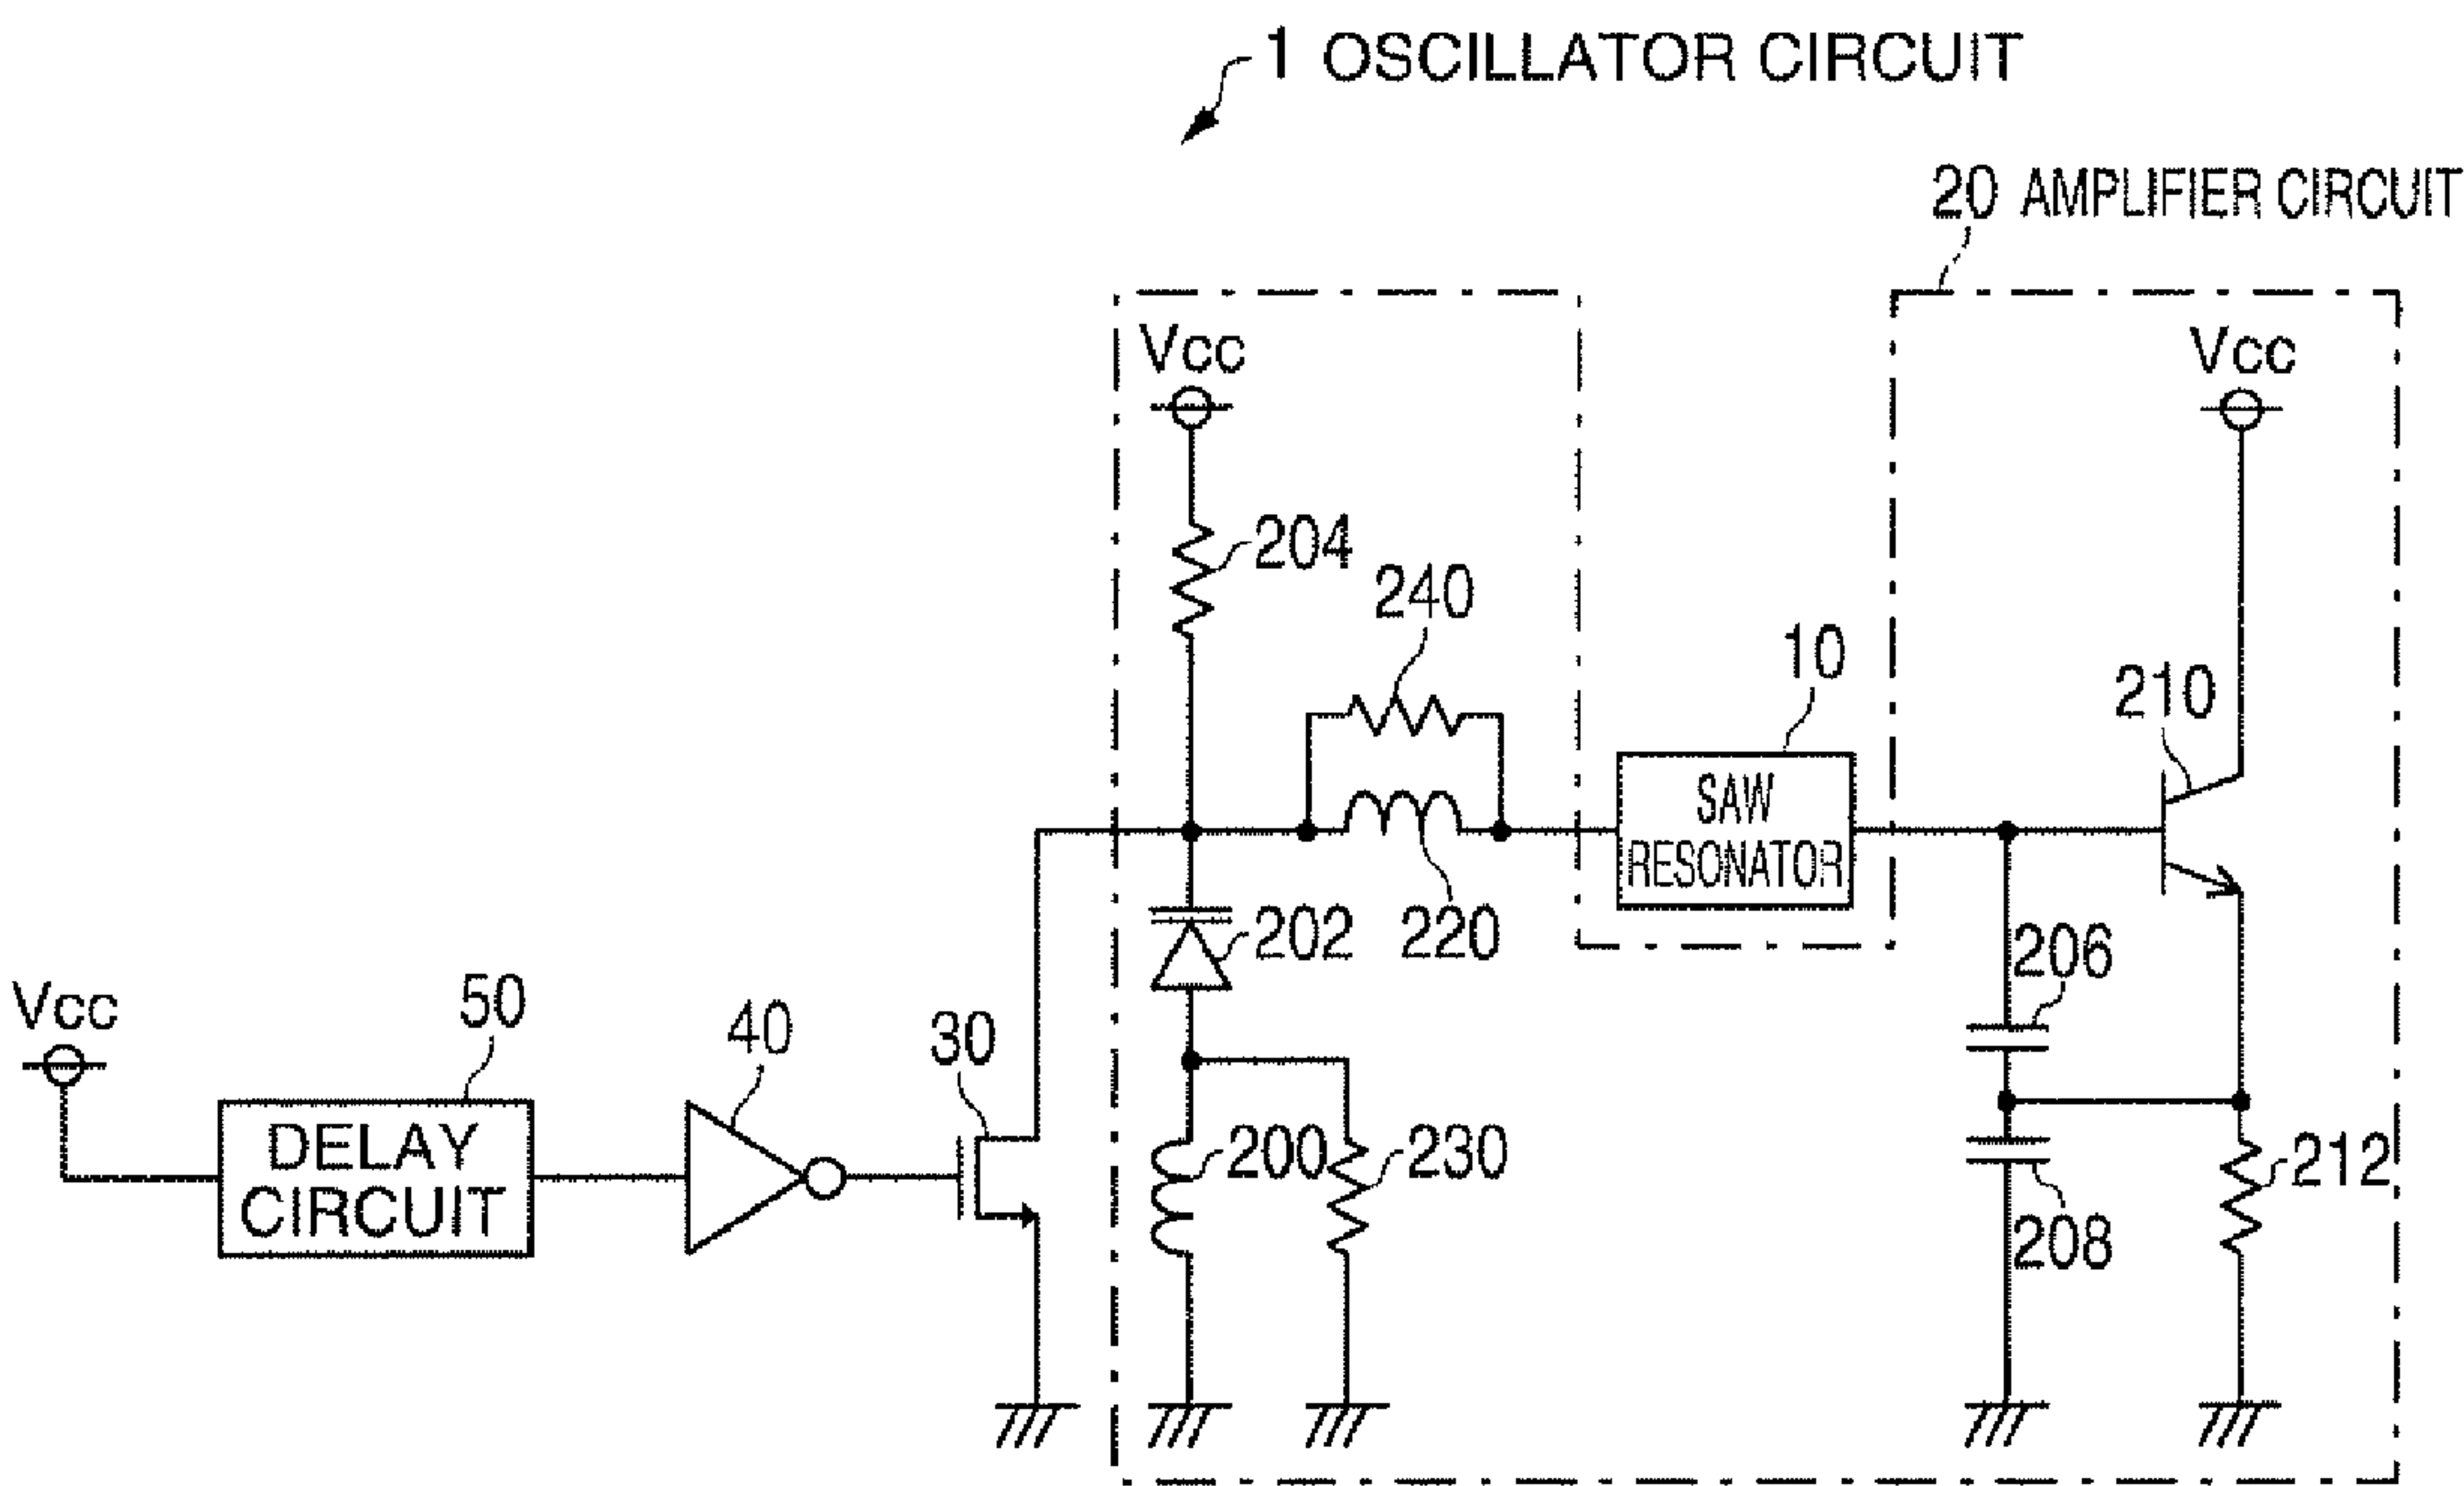 1 OSCILLATOR CIRCUIT
20 AMPLIFIER CIRCUIT
Vcc
Vcc
204
240
10
210
SAW
RESONATOR
202
220
206
Vcc
50
40
30
DELAY
CIRCUIT
200
230
212
208